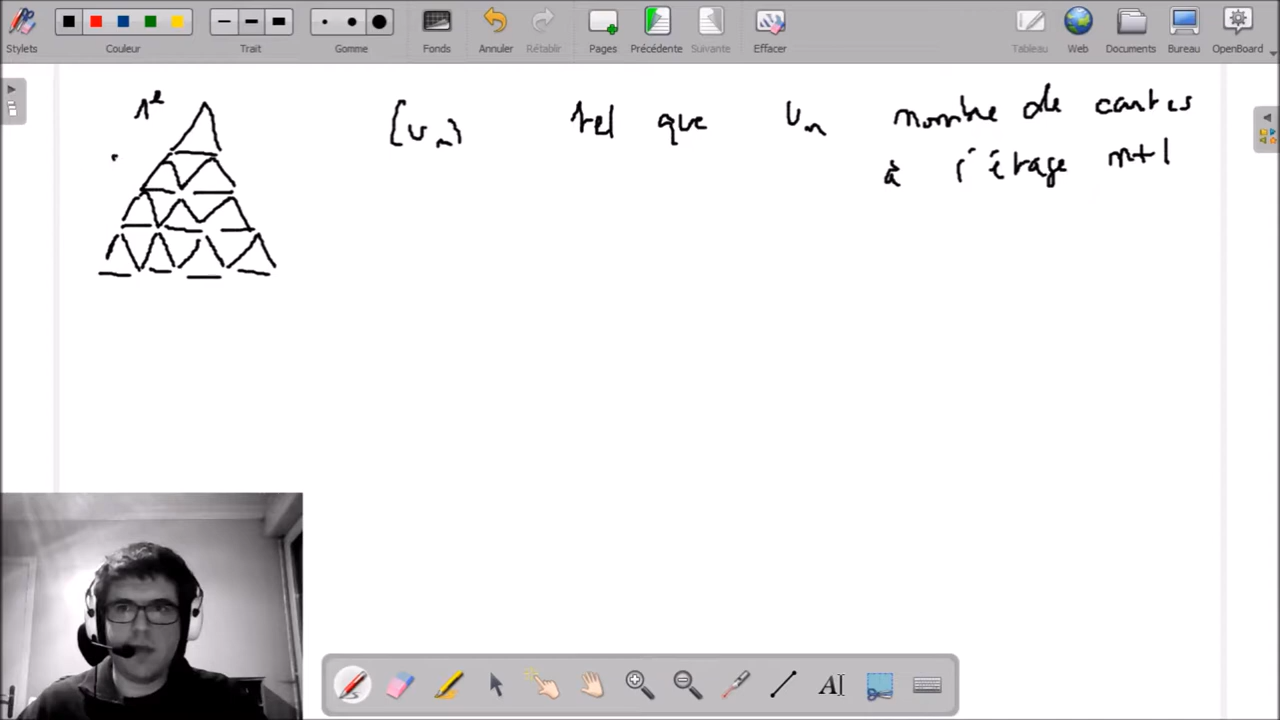 Stylets
Couleur
Trait
Gomme
Fonds
Annuler
Rétablir
Pages
Précédente
Suivante
Effacer
Tableau
Web
Documents
Bureau
OpenBoard
1e
(un) tel que Un nombre de cartes
à l'étage n+1
AI